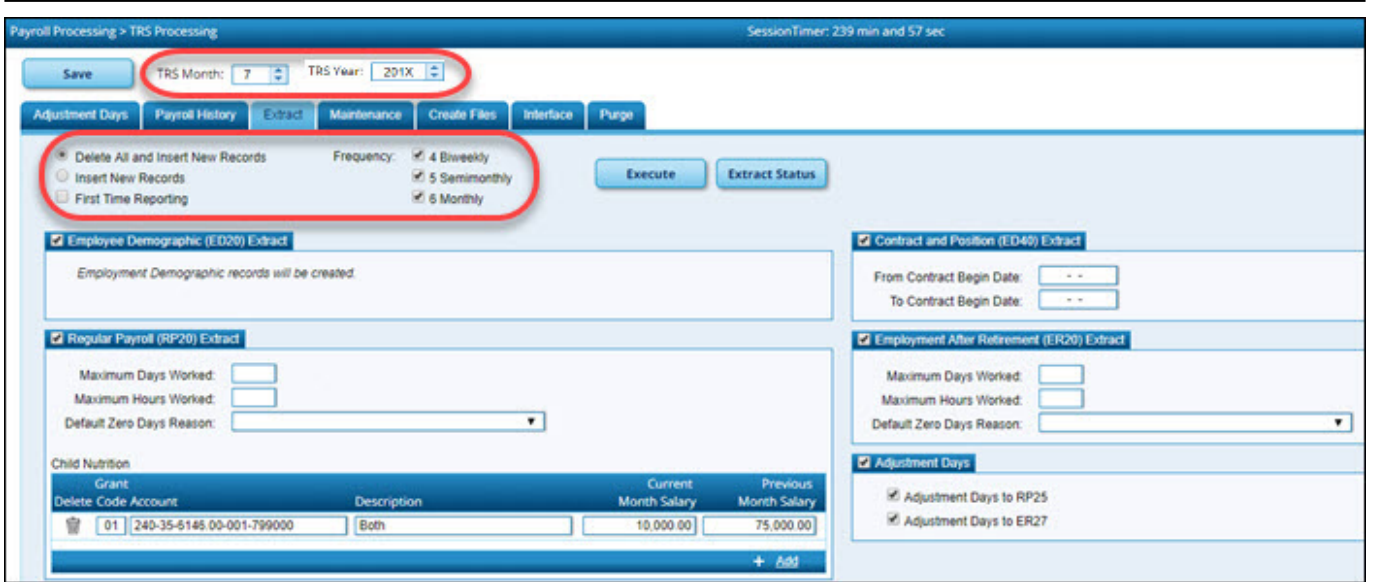 Payroll Processing > TRS Processing
SessionTimer: 239 min and 57 sec
Save
TRS Month: 7
TRS Year: 201X
Adjustment Days
Payroll History
Extract
Maintenance
Create Files
Interface
Purge
Delete All and Insert New Records
Insert New Records
First Time Reporting
Frequency:
4 Biweekly
5 Semimonthly
6 Monthly
Execute
Extract Status
Employee Demographic (ED20) Extract
Employment Demographic records will be created.
Contract and Position (ED40) Extract
From Contract Begin Date: - -
To Contract Begin Date: - -
Regular Payroll (RP20) Extract
Maximum Days Worked:
Maximum Hours Worked:
Default Zero Days Reason:
Employment After Retirement (ER20) Extract
Maximum Days Worked:
Maximum Hours Worked:
Default Zero Days Reason:
Child Nutrition
Delete
Grant Code
Account
Description
Current Month Salary
Previous Month Salary
01 240-35-6146.00-001-799000 Both 10,000.00 75,000.00
+ Add
Adjustment Days
Adjustment Days to RP25
Adjustment Days to ER27